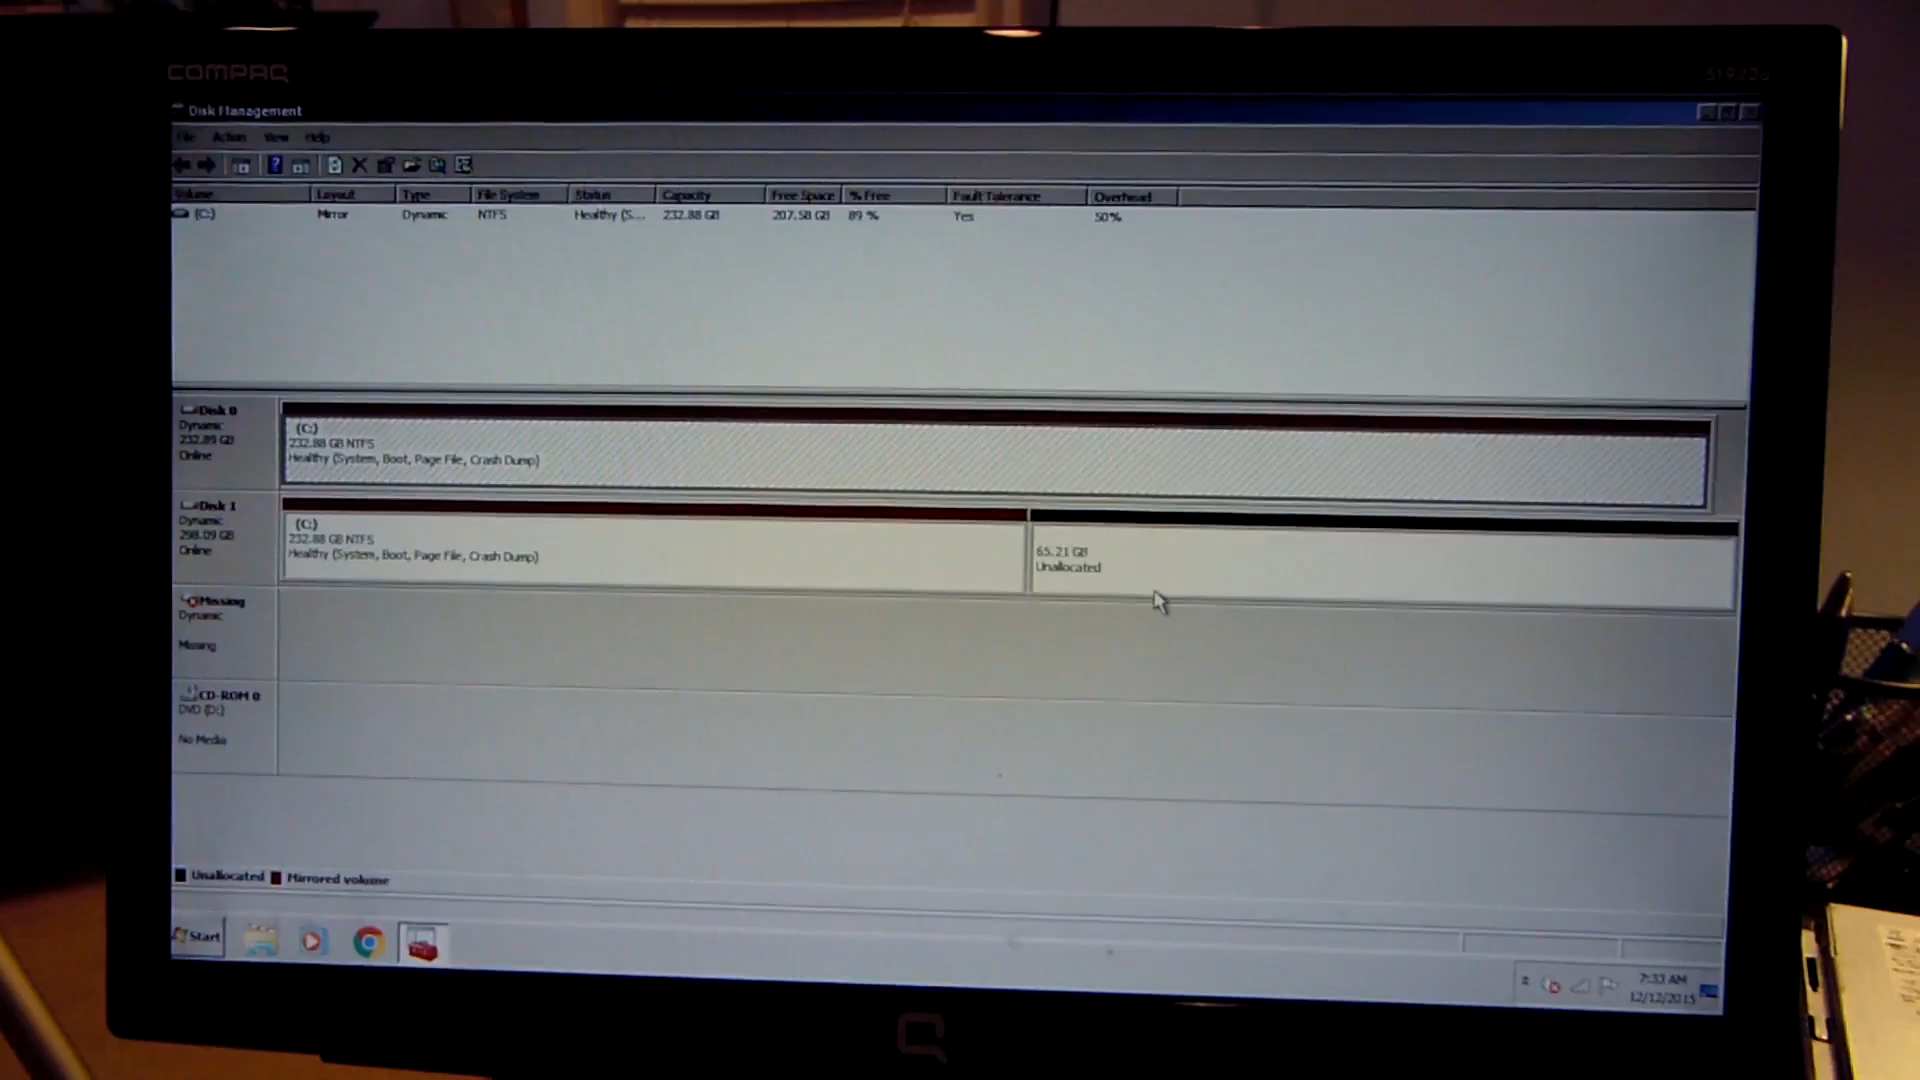 COMPAQ
Disk Management
File Action View Help
Volume Layout Type File System Status Capacity Free Space % Free Fault Tolerance Overhead
(C:) Mirror Dynamic NTFS Healthy (S... 232.88 GB 207.58 GB 89 % Yes 50%
Disk 0
Dynamic
232.89 GB
Online
(C:)
232.88 GB NTFS
Healthy (System, Boot, Page File, Crash Dump)
Disk 1
Dynamic
298.09 GB
Online
(C:)
232.88 GB NTFS
Healthy (System, Boot, Page File, Crash Dump)
65.21 GB
Unallocated
Missing
Dynamic
Missing
CD-ROM 0
DVD (D:)
No Media
Unallocated Mirrored volume
Start
7:33 AM
12/12/2015